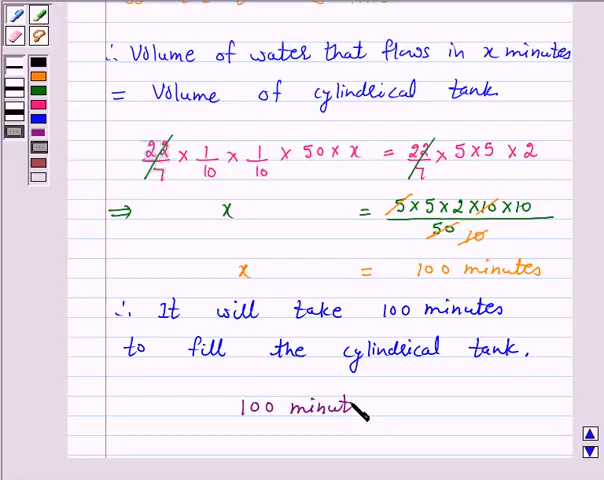 ∴ Volume of water that flows in x minutes
= Volume of cylindrical tank
22/7 × 1/10 × 1/10 × 50 × x = 22/7 × 5 × 5 × 2
⇒ x = 5 × 5 × 2 × 10 × 10 / 50 10
x = 100 minutes
∴ It will take 100 minutes
to fill the cylindrical tank.
100 minut